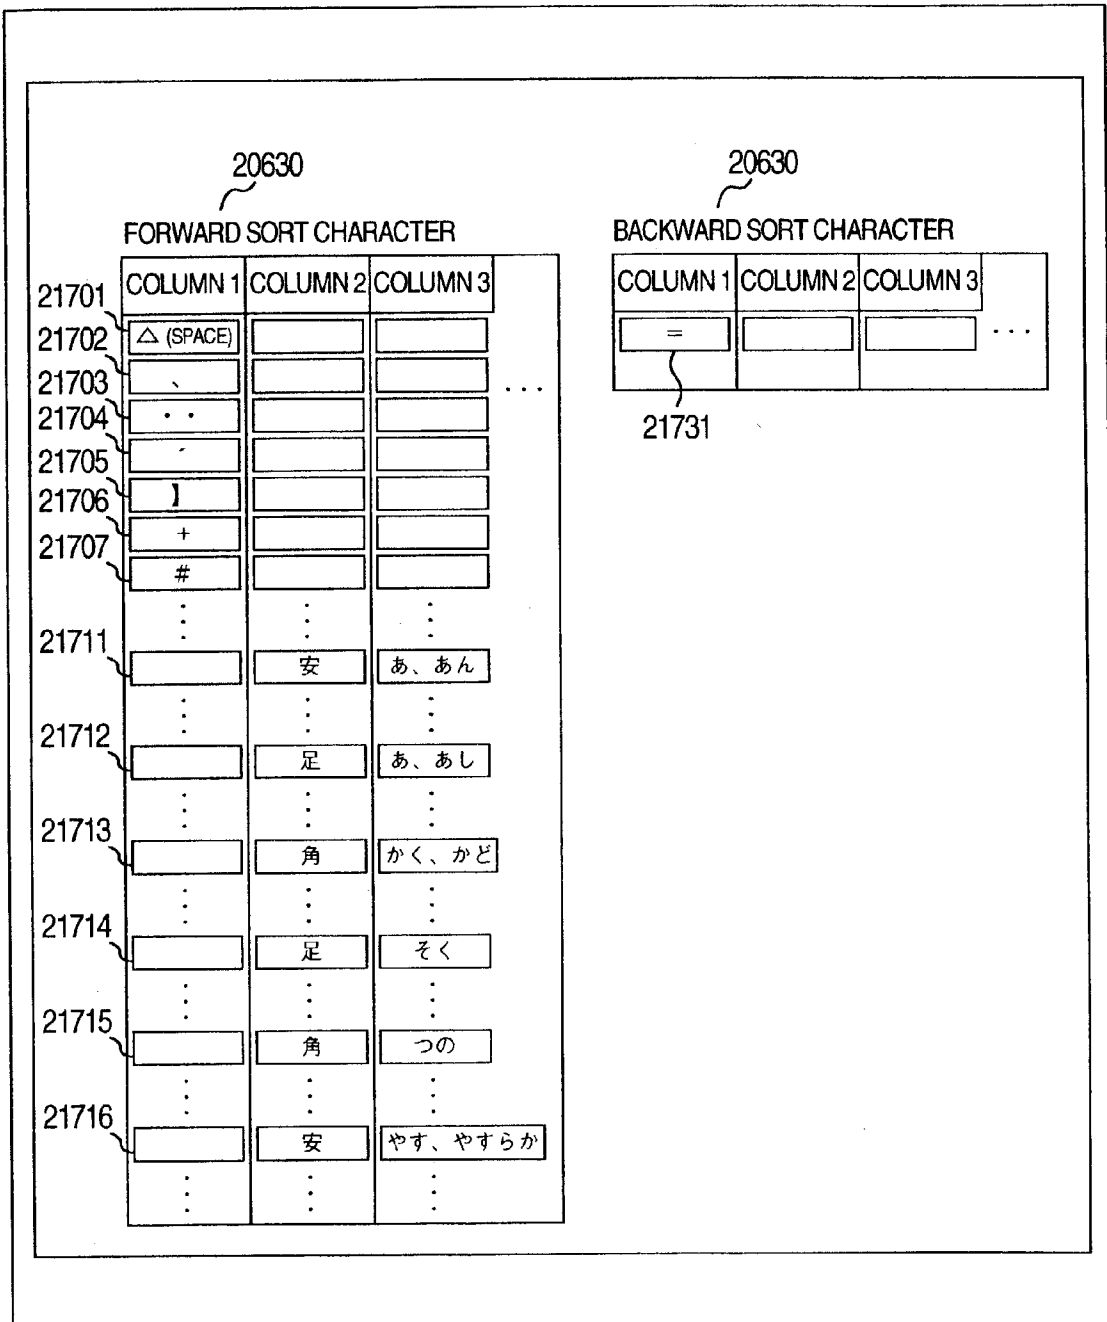 20630
FORWARD SORT CHARACTER
COLUMN 1 COLUMN 2 COLUMN 3
21701
△ (SPACE)
21702
、
21703
・・
. . .
21704
´
21705
】
21706
+
21707
#
21711
安 あ、あん
21712
足 あ、あし
21713
角 かく、かど
21714
足 そく
21715
角 つの
21716
安 やす、やすらか
20630
BACKWARD SORT CHARACTER
COLUMN 1 COLUMN 2 COLUMN 3
= . . .
21731